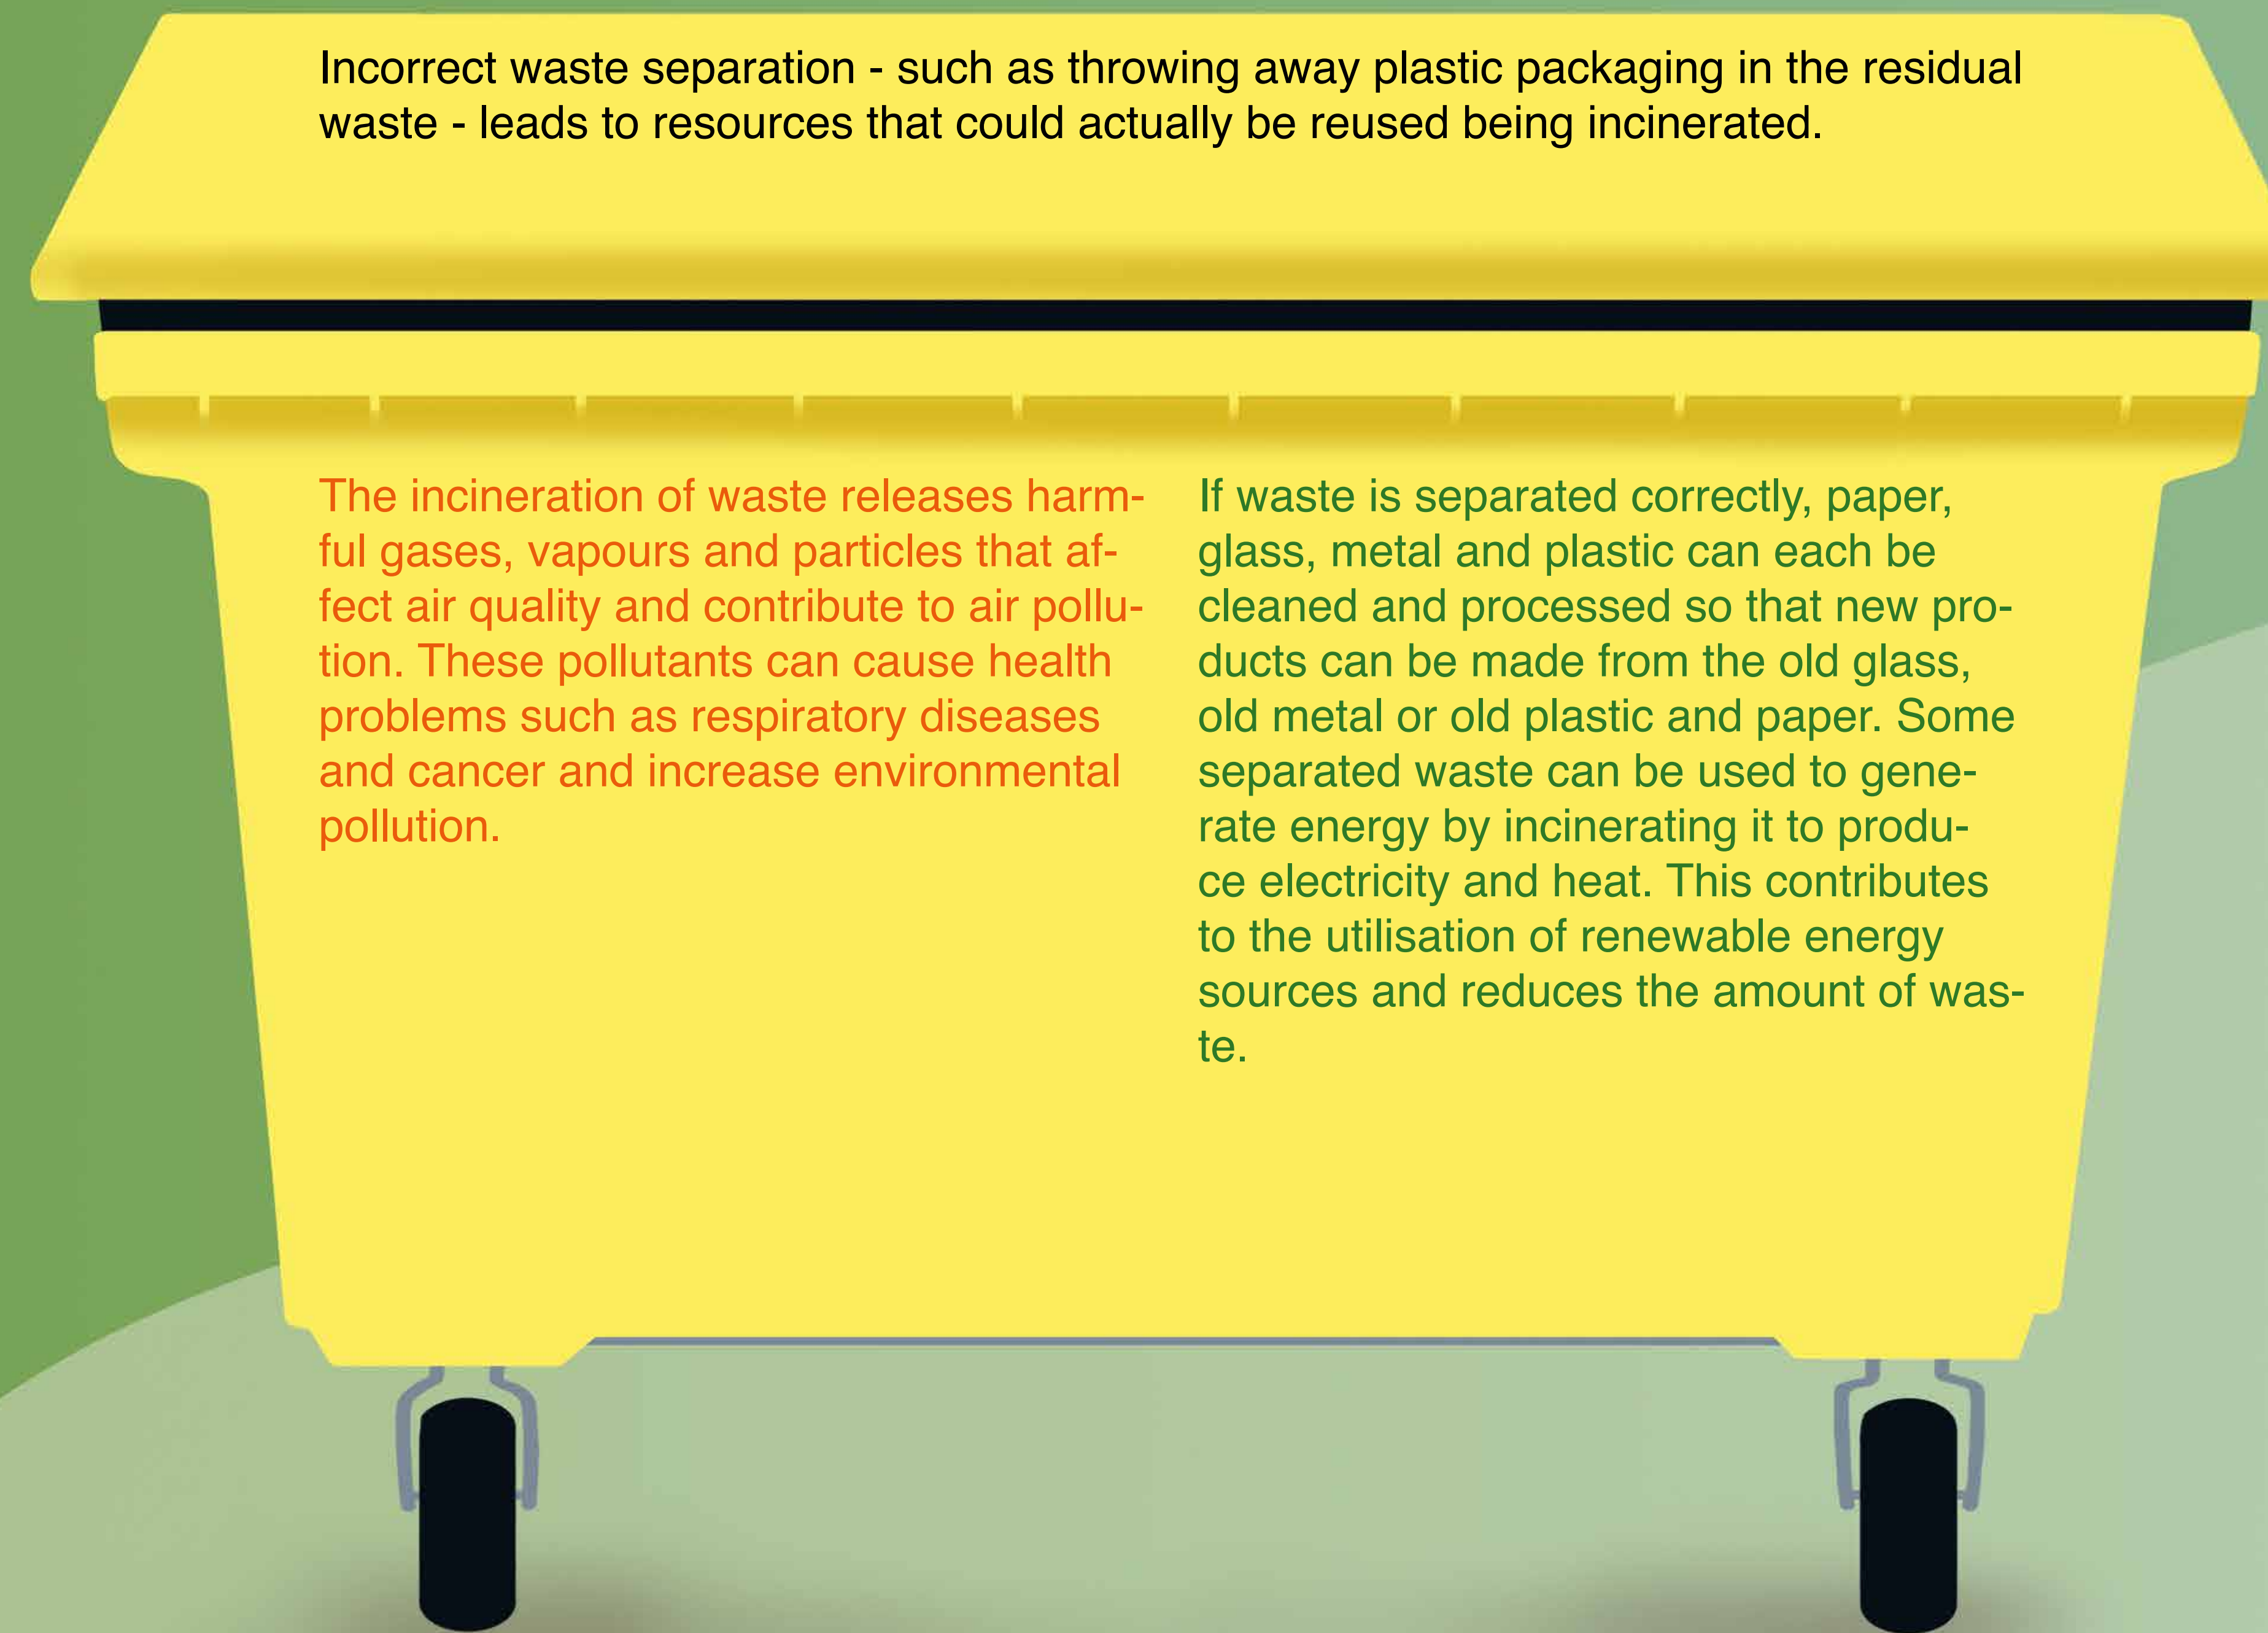 Incorrect waste separation - such as throwing away plastic packaging in the residual
waste - leads to resources that could actually be reused being incinerated.
The incineration of waste releases harm-
ful gases, vapours and particles that af-
fect air quality and contribute to air pollu-
tion. These pollutants can cause health
problems such as respiratory diseases
and cancer and increase environmental
pollution.
If waste is separated correctly, paper,
glass, metal and plastic can each be
cleaned and processed so that new pro-
ducts can be made from the old glass,
old metal or old plastic and paper. Some
separated waste can be used to gene-
rate energy by incinerating it to produ-
ce electricity and heat. This contributes
to the utilisation of renewable energy
sources and reduces the amount of was-
te.